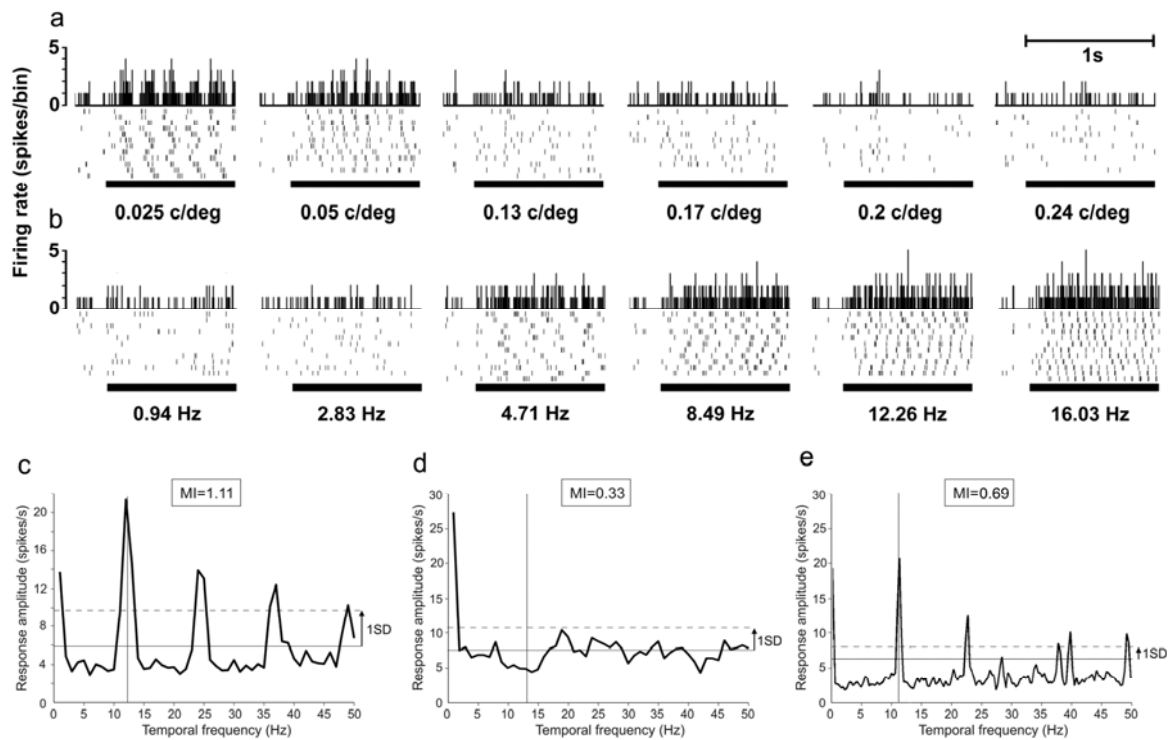 a
Firing rate (spikes/bin)
5
0
1s
0.025 c/deg 0.05 c/deg 0.13 c/deg 0.17 c/deg 0.2 c/deg 0.24 c/deg
b
5
0
0.94 Hz 2.83 Hz 4.71 Hz 8.49 Hz 12.26 Hz 16.03 Hz
c
MI=1.11
Response amplitude (spikes/s)
20
16
12
8
4
0
1SD
0 5 10 15 20 25 30 35 40 45 50
Temporal frequency (Hz)
d
MI=0.33
Response amplitude (spikes/s)
30
25
20
15
10
5
0
1SD
0 5 10 15 20 25 30 35 40 45 50
Temporal frequency (Hz)
e
MI=0.69
Response amplitude (spikes/s)
30
25
20
15
10
5
0
1SD
0 5 10 15 20 25 30 35 40 45 50
Temporal frequency (Hz)